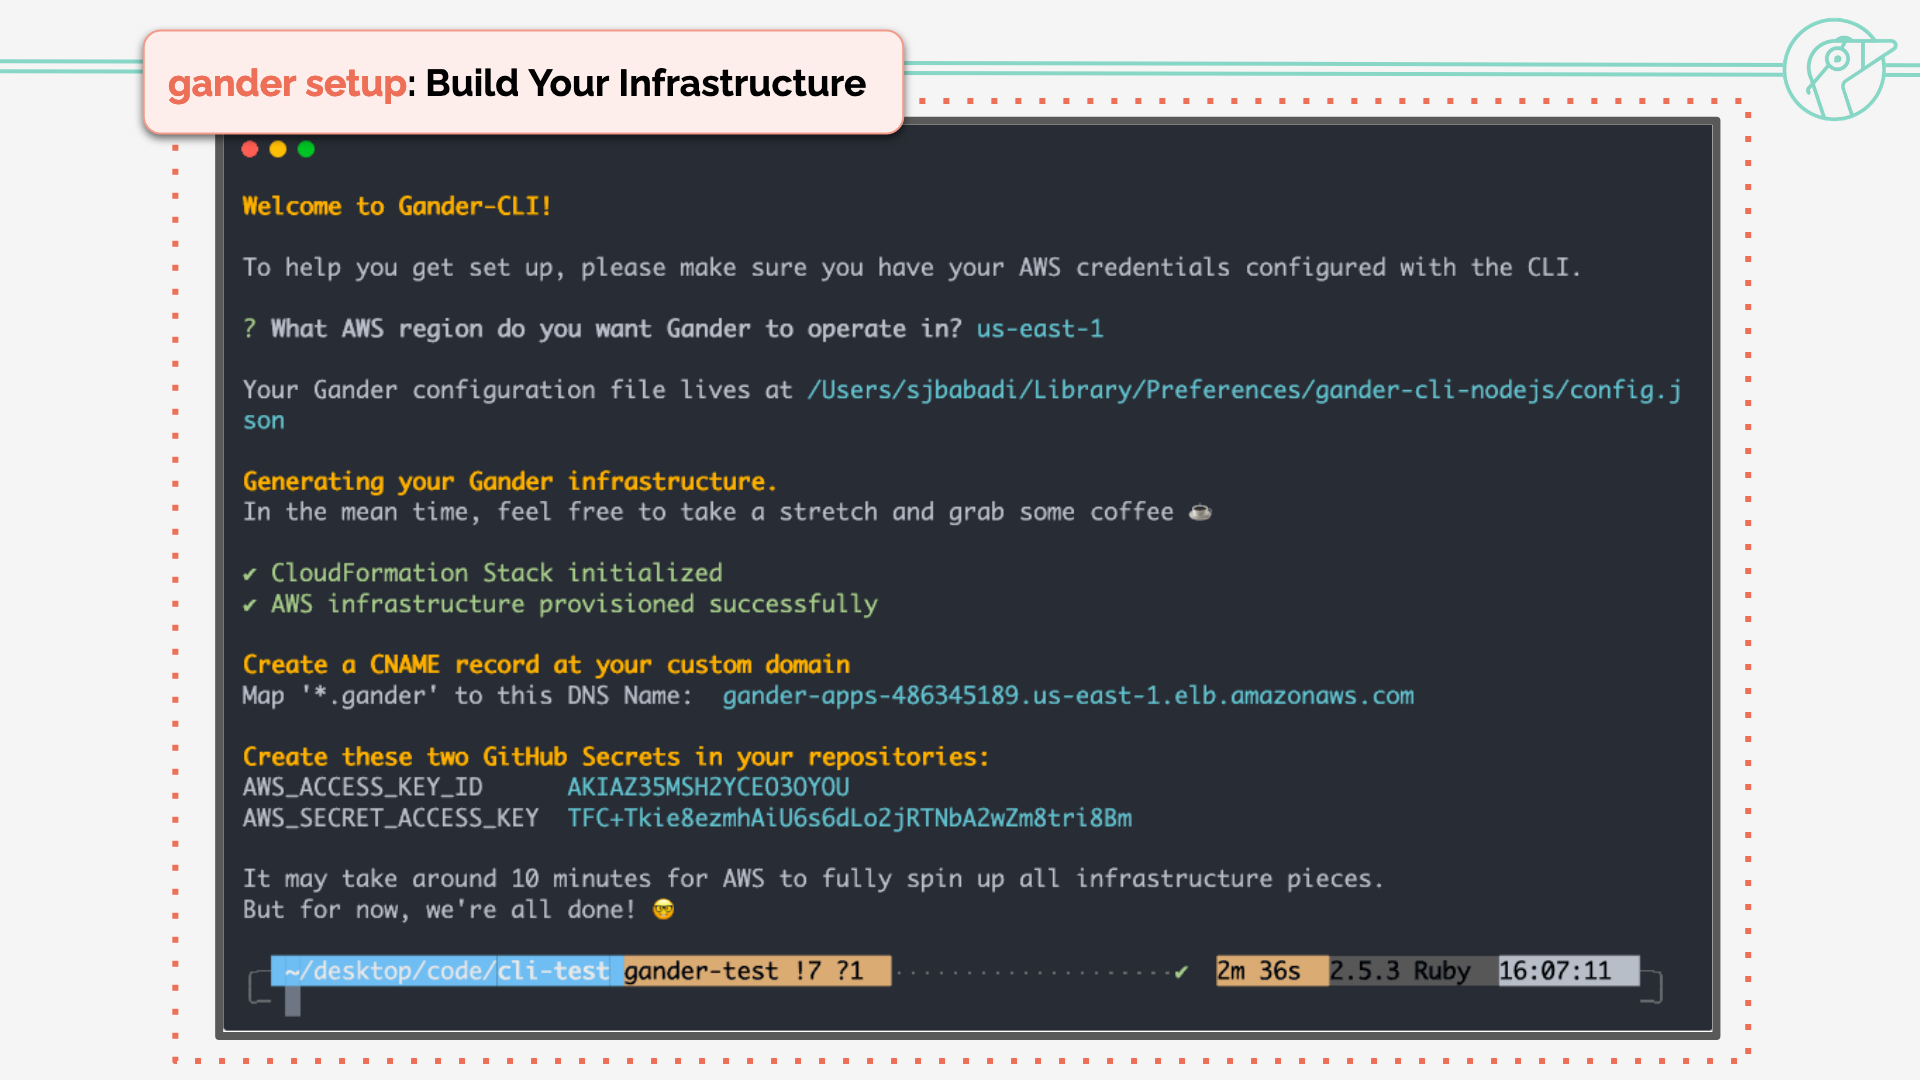 gander setup: Build Your Infrastructure
Welcome to Gander-CLI!
To help you get set up, please make sure you have your AWS credentials configured with the CLI.
? What AWS region do you want Gander to operate in? us-east-1
Your Gander configuration file lives at /Users/sjbabadi/Library/Preferences/gander-cli-nodejs/config.j
son
Generating your Gander infrastructure.
In the mean time, feel free to take a stretch and grab some coffee ☕
✔ CloudFormation Stack initialized
✔ AWS infrastructure provisioned successfully
Create a CNAME record at your custom domain
Map '*.gander' to this DNS Name: gander-apps-486345189.us-east-1.elb.amazonaws.com
Create these two GitHub Secrets in your repositories:
AWS_ACCESS_KEY_ID AKIAZ35MSH2YCEO3OYOU
AWS_SECRET_ACCESS_KEY TFC+Tkie8ezmhAiU6s6dLo2jRTNbA2wZm8tri8Bm
It may take around 10 minutes for AWS to fully spin up all infrastructure pieces.
But for now, we're all done! 🤓
~/desktop/code/cli-test gander-test !7 ?1 ✔ 2m 36s 2.5.3 Ruby 16:07:11